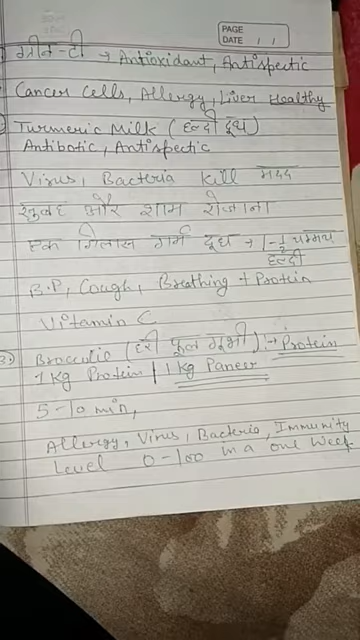 PAGE
DATE / /
ग्रीन-टी → Antioxidant, Antispectic
Cancer Cells, Allergy, Liver Healthy
Turmeric Milk (हल्दी दूध)
Antibotic, Antispectic
Virus, Bacteria Kill मदद
सुबह और शाम रोजाना
एक गिलास गर्म दूध + 1-1/2 चम्मच
हल्दी
B.P, Cough, Breathing + Protein
Vitamin C
3.) Broccolie (हरी फूल गोभी) → Protein
1 Kg Protein / 1 Kg Paneer
5-10 min,
Allergy, Virus, Bacteria, Immunity
Level 0-100 in a one week